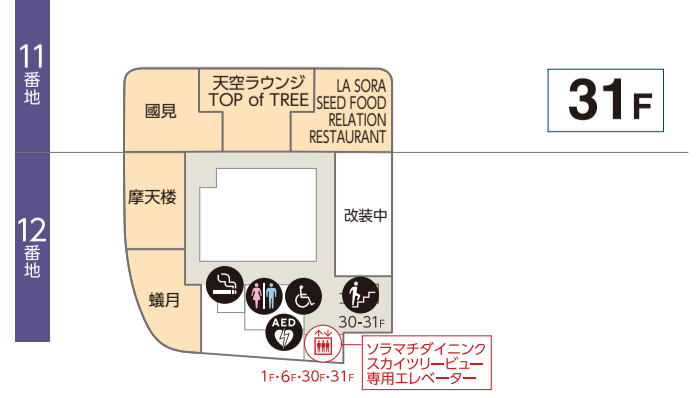 11
番地
31F
天空ラウンジ
TOP of TREE
LA SORA
SEED FOOD
RELATION
RESTAURANT
國見
12
番地
摩天楼
改装中
蟻月
AED
30-31F
1F・6F・30F・31F
ソラマチダイニング
スカイツリービュー
専用エレベーター